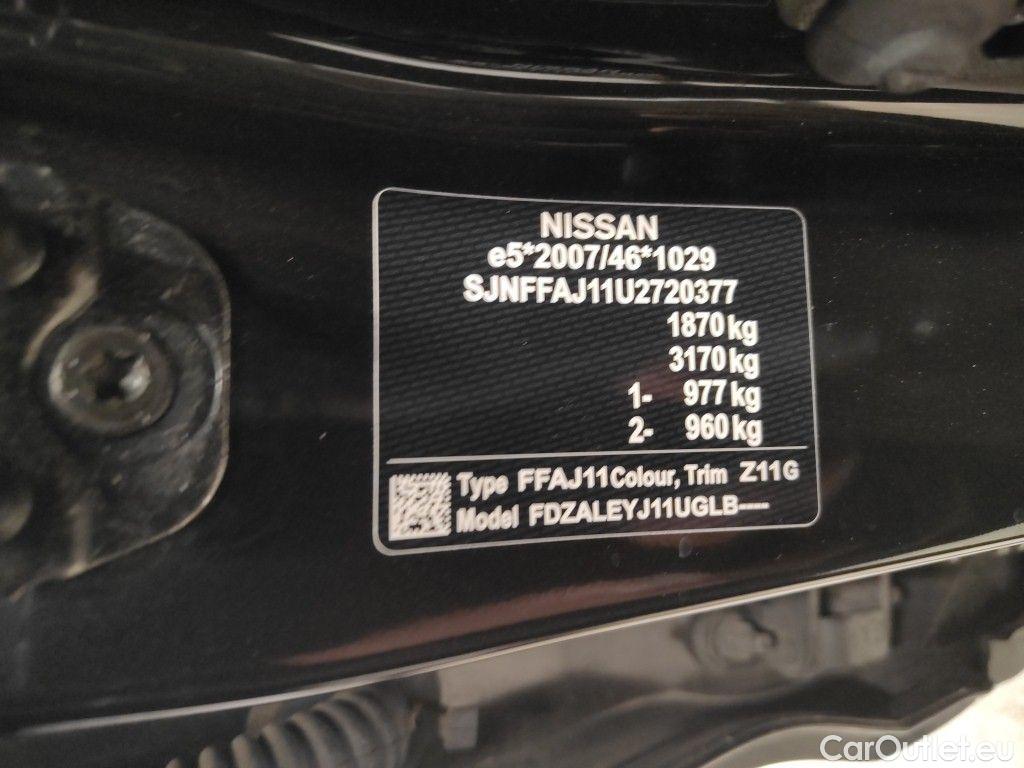 NISSAN
e5*2007/46*1029
SJNFFAJ11U2720377
1870 kg
3170 kg
1- 977 kg
2- 960 kg
Type FFAJ11 Colour, Trim Z11 G
Model FDZALEYJ11UGLB----
CarOutlet.eu